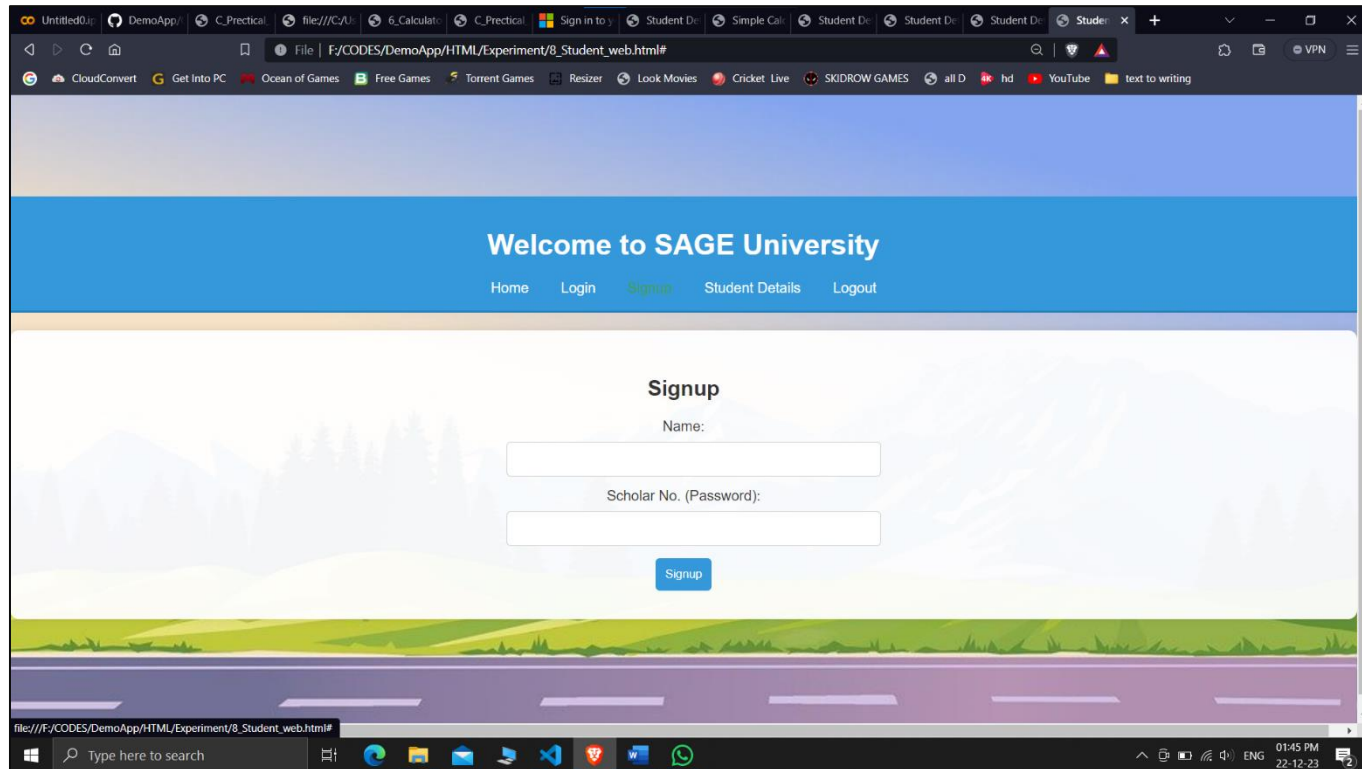 Untitled0.ip DemoApp/ C_Prectical. file:///C:/Us 6_Calculato C_Prectical. Sign in to y Student De Simple Calc Student De Student De Student De Studen
File F:/CODES/DemoApp/HTML/Experiment/8_Student_web.html# VPN
CloudConvert Get Into PC Ocean of Games Free Games Torrent Games Resizer Look Movies Cricket Live SKIDROW GAMES all D hd YouTube text to writing
Welcome to SAGE University
Home Login Signup Student Details Logout
Signup
Name:
Scholar No. (Password):
Signup
file:///F:/CODES/DemoApp/HTML/Experiment/8_Student_web.html#
Type here to search ENG 01:45 PM
22-12-23 2